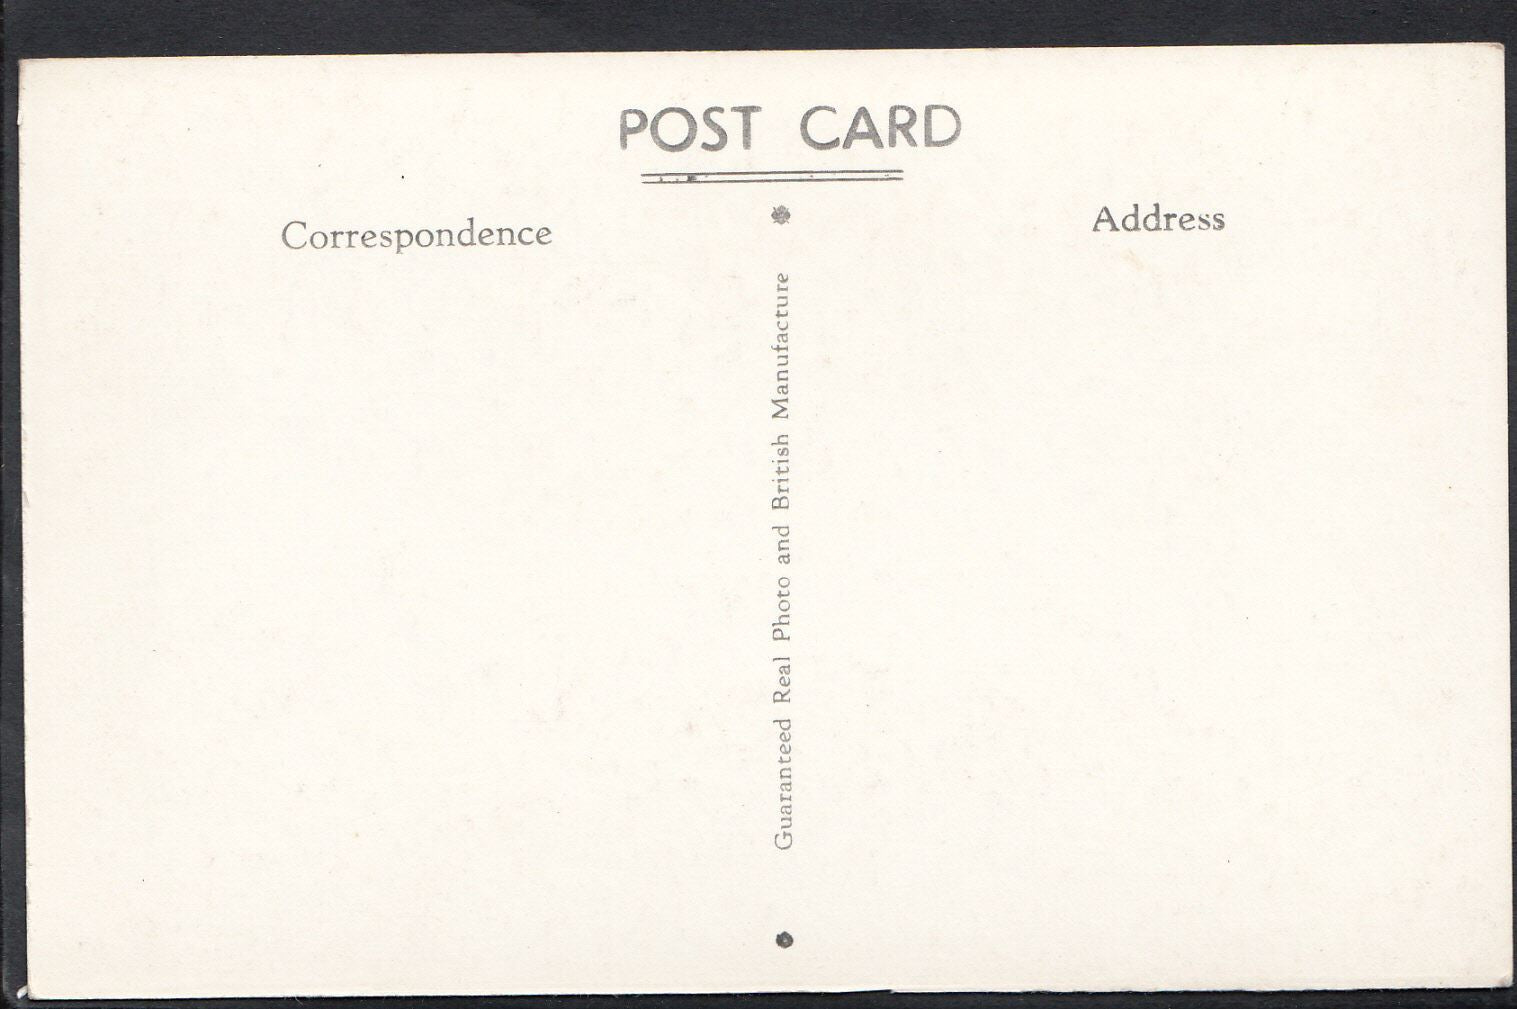 POST CARD
Correspondence
Address
Guaranteed Real Photo and British Manufacture